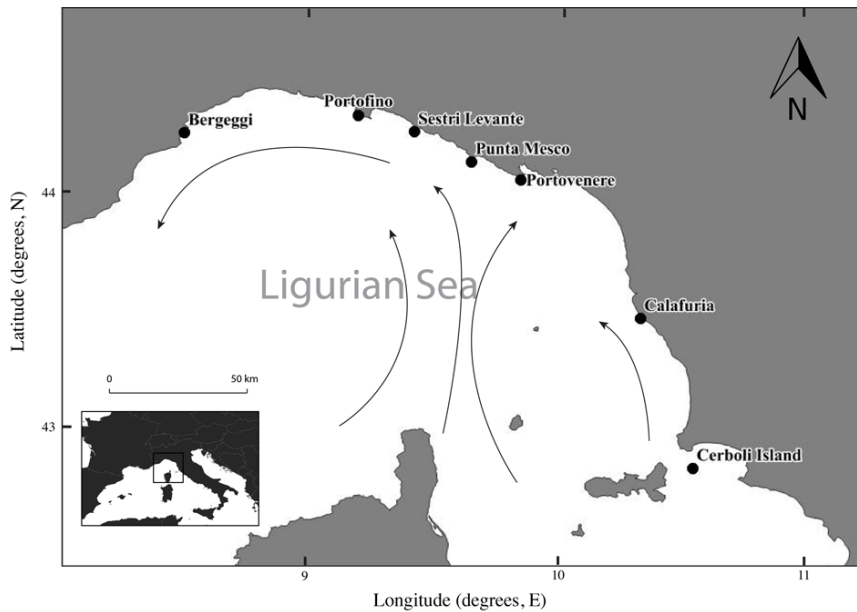 N
Portofino
Bergeggi
Sestri Levante
Punta Mesco
Portovenere
44
Latitude (degrees, N)
Ligurian Sea
Calafuria
0 50 km
43
Cerboli Island
9 10 11
Longitude (degrees, E)